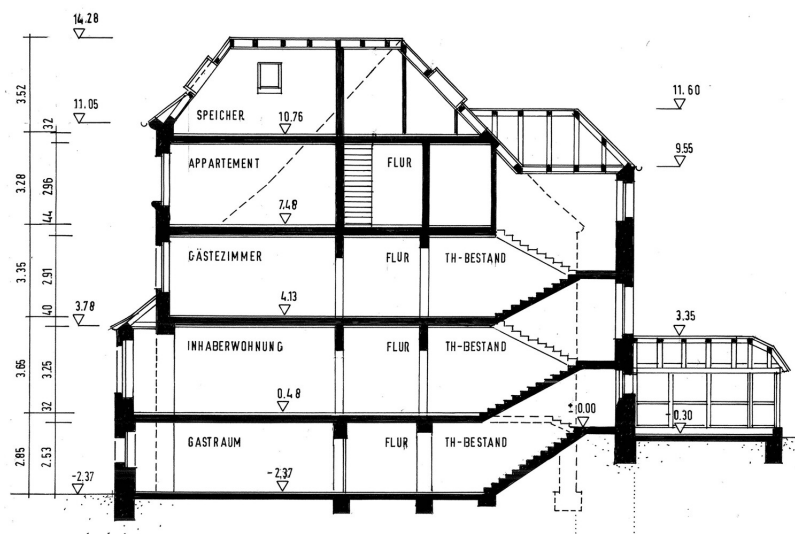 14.28
11.05
11.60
3.52
32
SPEICHER
10.76
9.55
APPARTEMENT
FLUR
3.28
2.96
44
7.48
GÄSTEZIMMER
FLUR
TH-BESTAND
3.35
2.91
40
4.13
3.78
3.35
INHABERWOHNUNG
FLUR
TH-BESTAND
3.65
3.25
32
0.48
± 0.00
- 0.30
GASTRAUM
FLUR
TH-BESTAND
2.85
2.53
-2.37
-2.37